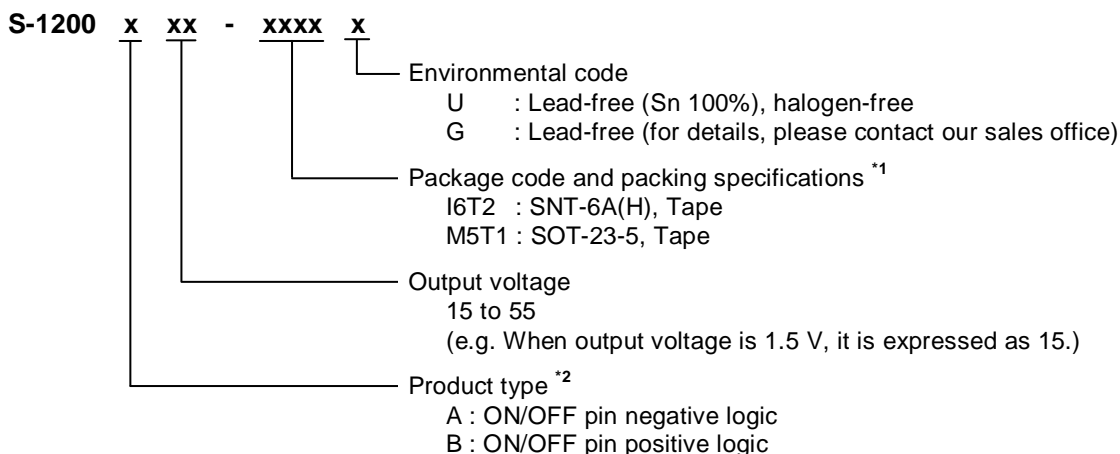 S-1200 x xx - xxxx x
Environmental code
U : Lead-free (Sn 100%), halogen-free
G : Lead-free (for details, please contact our sales office)
Package code and packing specifications *1
I6T2 : SNT-6A(H), Tape
M5T1 : SOT-23-5, Tape
Output voltage
15 to 55
(e.g. When output voltage is 1.5 V, it is expressed as 15.)
Product type *2
A : ON/OFF pin negative logic
B : ON/OFF pin positive logic